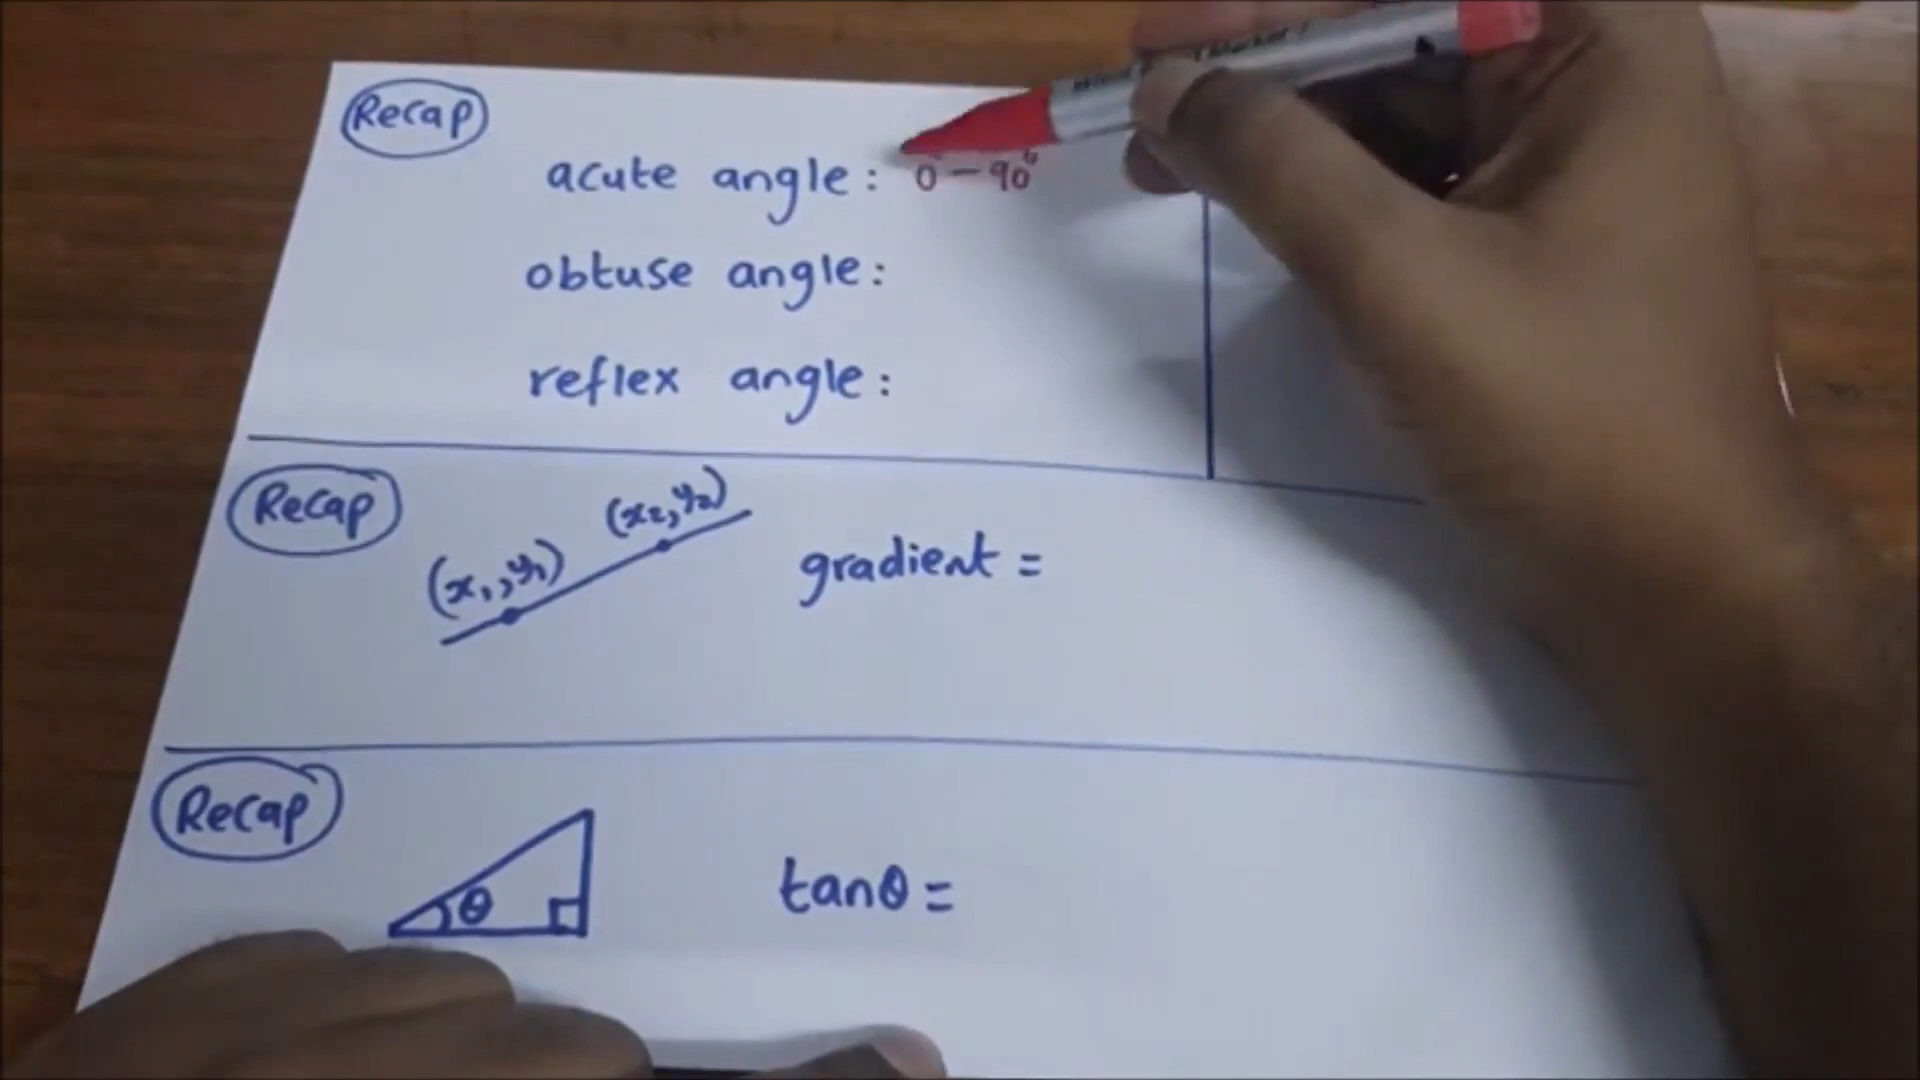 Recap
acute angle: 0° - 90°
obtuse angle:
reflex angle:
Recap
(x₁,y₁)
(x₂,y₂)
gradient =
Recap
θ
tanθ =